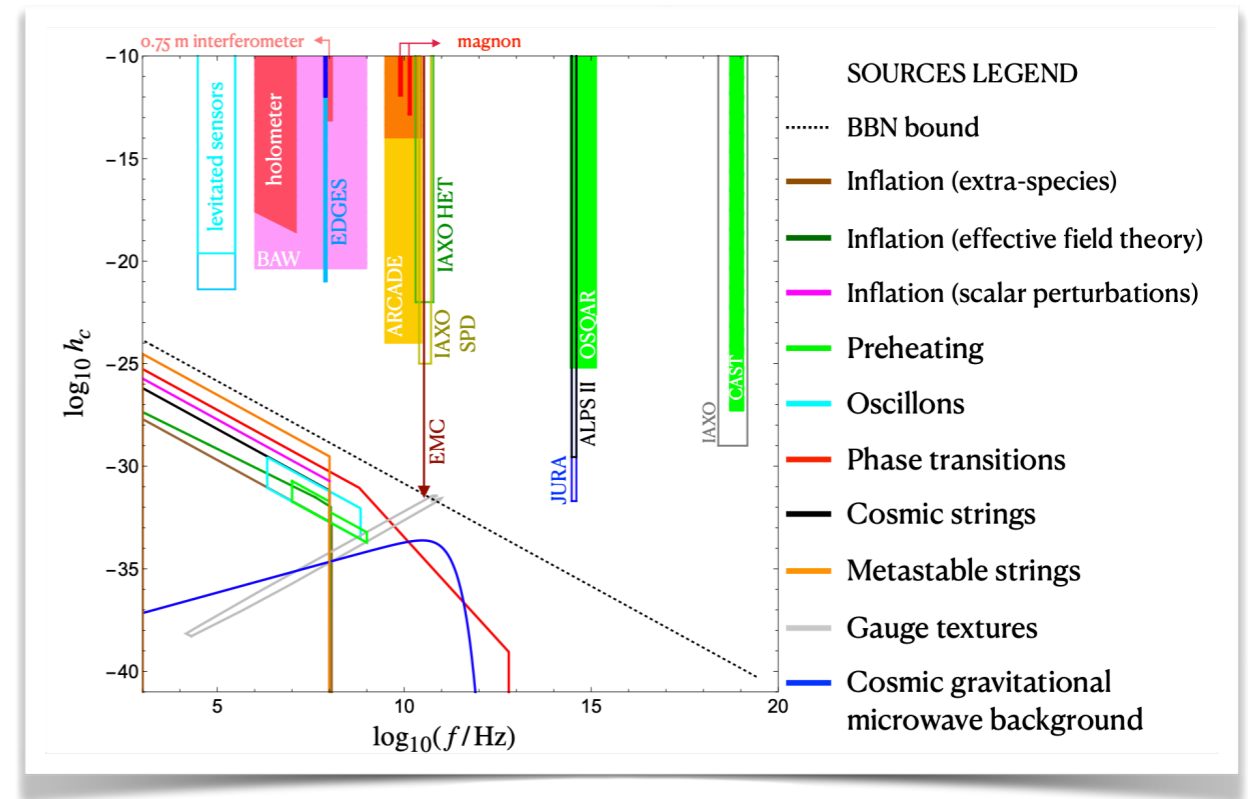 0.75 m interferometer
magnon
−10
−15
−20
−25
−30
−35
−40
log₁₀ h_c
levitated sensors
holometer
BAW
EDGES
ARCADE
IAXO HET
IAXO
SPD
EMC
OSQAR
ALPS II
JURA
IAXO
CAST
5
10
15
20
log₁₀(f/Hz)
SOURCES LEGEND
BBN bound
Inflation (extra-species)
Inflation (effective field theory)
Inflation (scalar perturbations)
Preheating
Oscillons
Phase transitions
Cosmic strings
Metastable strings
Gauge textures
Cosmic gravitational
microwave background